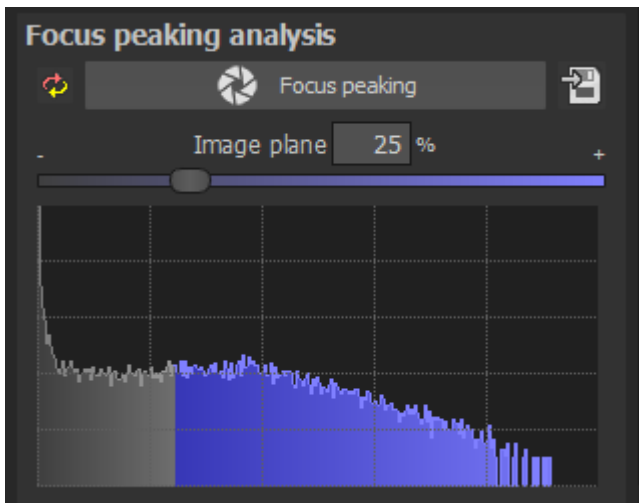 Focus peaking analysis
Focus peaking
Image plane 25 %
- +